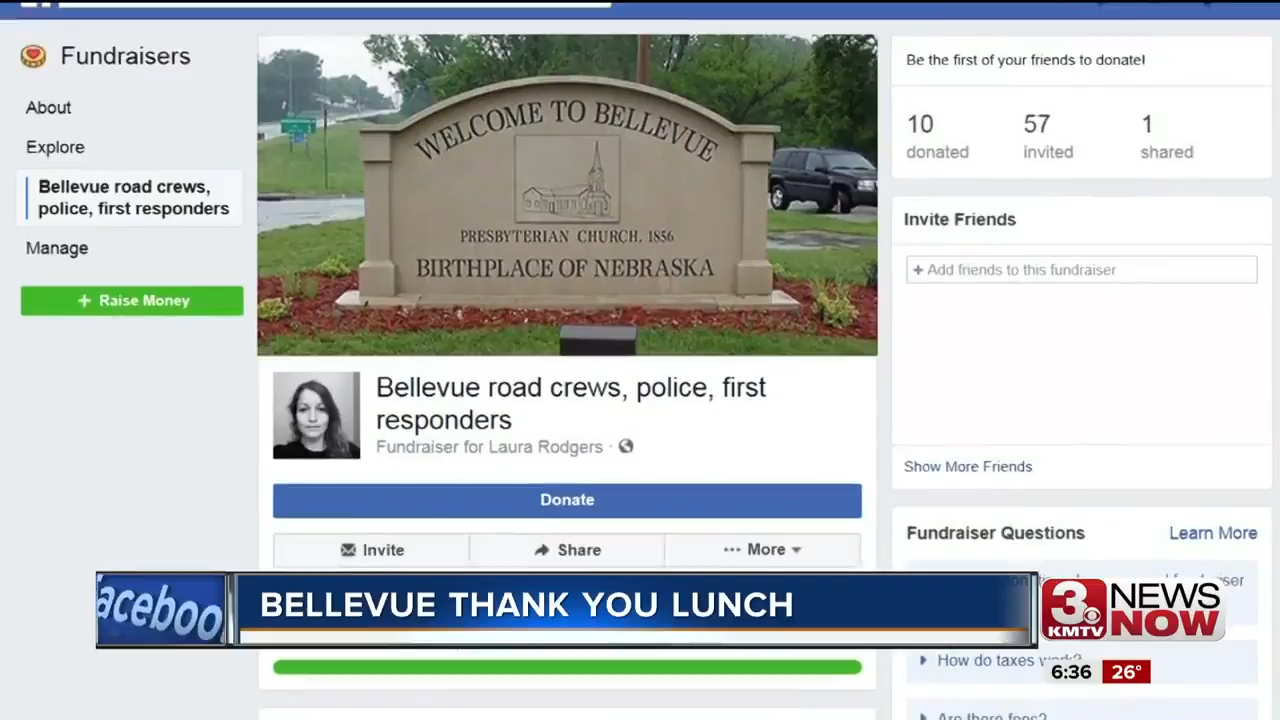 Fundraisers
About
Explore
Bellevue road crews,
police, first responders
Manage
+ Raise Money
WELCOME TO BELLEVUE
PRESBYTERIAN CHURCH, 1856
BIRTHPLACE OF NEBRASKA
Bellevue road crews, police, first
responders
Fundraiser for Laura Rodgers ·
Donate
Invite
Share
··· More
Be the first of your friends to donate!
10 57 1
donated invited shared
Invite Friends
+ Add friends to this fundraiser
Show More Friends
Fundraiser Questions Learn More
How do taxes work?
Are there fees?
aceboo
BELLEVUE THANK YOU LUNCH
3 KMTV
NEWS
NOW
6:36 26°